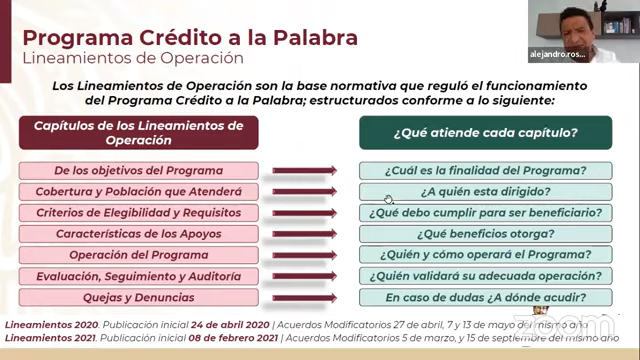 Programa Crédito a la Palabra
Lineamientos de Operación
alejandro.ros...
Los Lineamientos de Operación son la base normativa que reguló el funcionamiento
del Programa Crédito a la Palabra; estructurados conforme a lo siguiente:
Capítulos de los Lineamientos de
Operación
¿Qué atiende cada capítulo?
De los objetivos del Programa
¿Cuál es la finalidad del Programa?
Cobertura y Población que Atenderá
¿A quién esta dirigido?
Criterios de Elegibilidad y Requisitos
¿Qué debo cumplir para ser beneficiario?
Características de los Apoyos
¿Qué beneficios otorga?
Operación del Programa
¿Quién y cómo operará el Programa?
Evaluación, Seguimiento y Auditoría
¿Quién validará su adecuada operación?
Quejas y Denuncias
En caso de dudas ¿A dónde acudir?
Lineamientos 2020. Publicación inicial 24 de abril 2020 | Acuerdos Modificatorios 27 de abril, 7 y 13 de mayo del mismo año
Lineamientos 2021. Publicación inicial 08 de febrero 2021 | Acuerdos Modificatorios 5 de marzo, y 15 de septiembre del mismo año
zoom